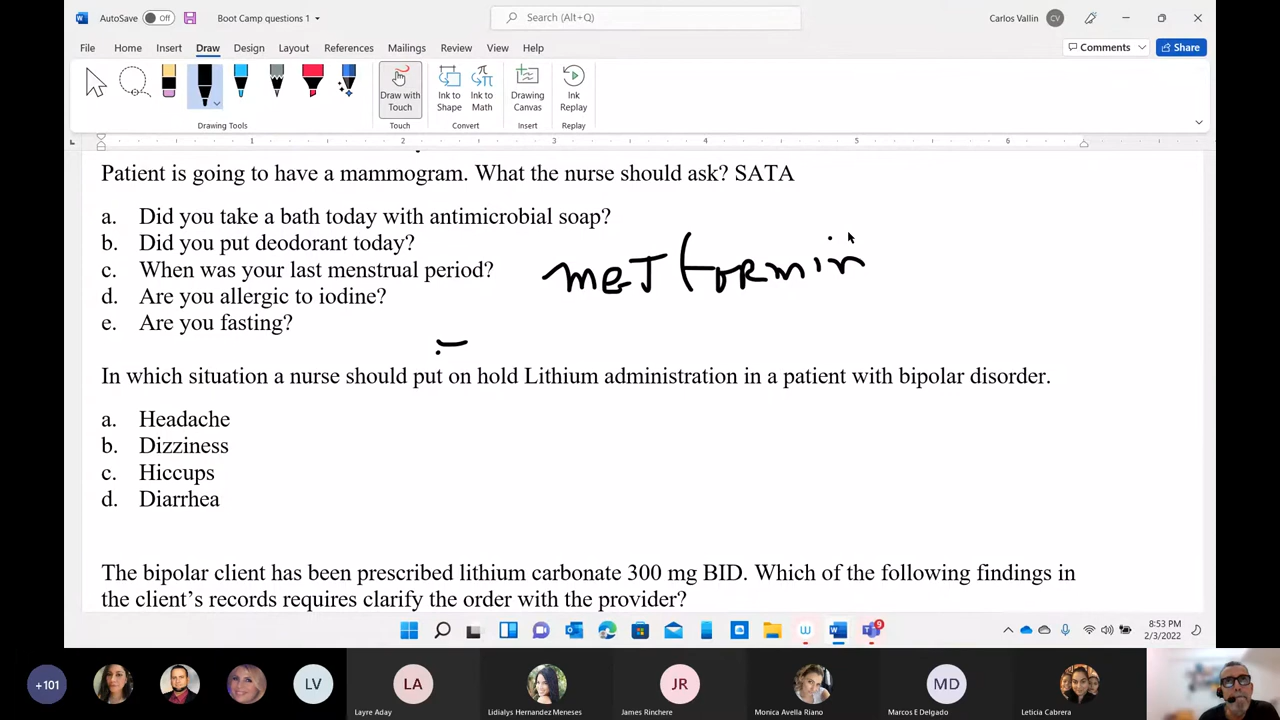 AutoSave Off Boot Camp questions 1 Search (Alt+Q) Carlos Vallin CV
File Home Insert Draw Design Layout References Mailings Review View Help Comments Share
Draw with Touch Ink to Shape Ink to Math Drawing Canvas Ink Replay
Drawing Tools Touch Convert Insert Replay
1 2 3 4 5 6
Patient is going to have a mammogram. What the nurse should ask? SATA
a. Did you take a bath today with antimicrobial soap?
b. Did you put deodorant today?
c. When was your last menstrual period?
metformin
d. Are you allergic to iodine?
e. Are you fasting?
In which situation a nurse should put on hold Lithium administration in a patient with bipolar disorder.
a. Headache
b. Dizziness
c. Hiccups
d. Diarrhea
The bipolar client has been prescribed lithium carbonate 300 mg BID. Which of the following findings in
the client's records requires clarify the order with the provider?
9
8:53 PM
2/3/2022
+101 LV LA JR MD
Layre Aday Lidialys Hernandez Meneses James Rinchere Monica Avella Riano Marcos E Delgado Leticia Cabrera